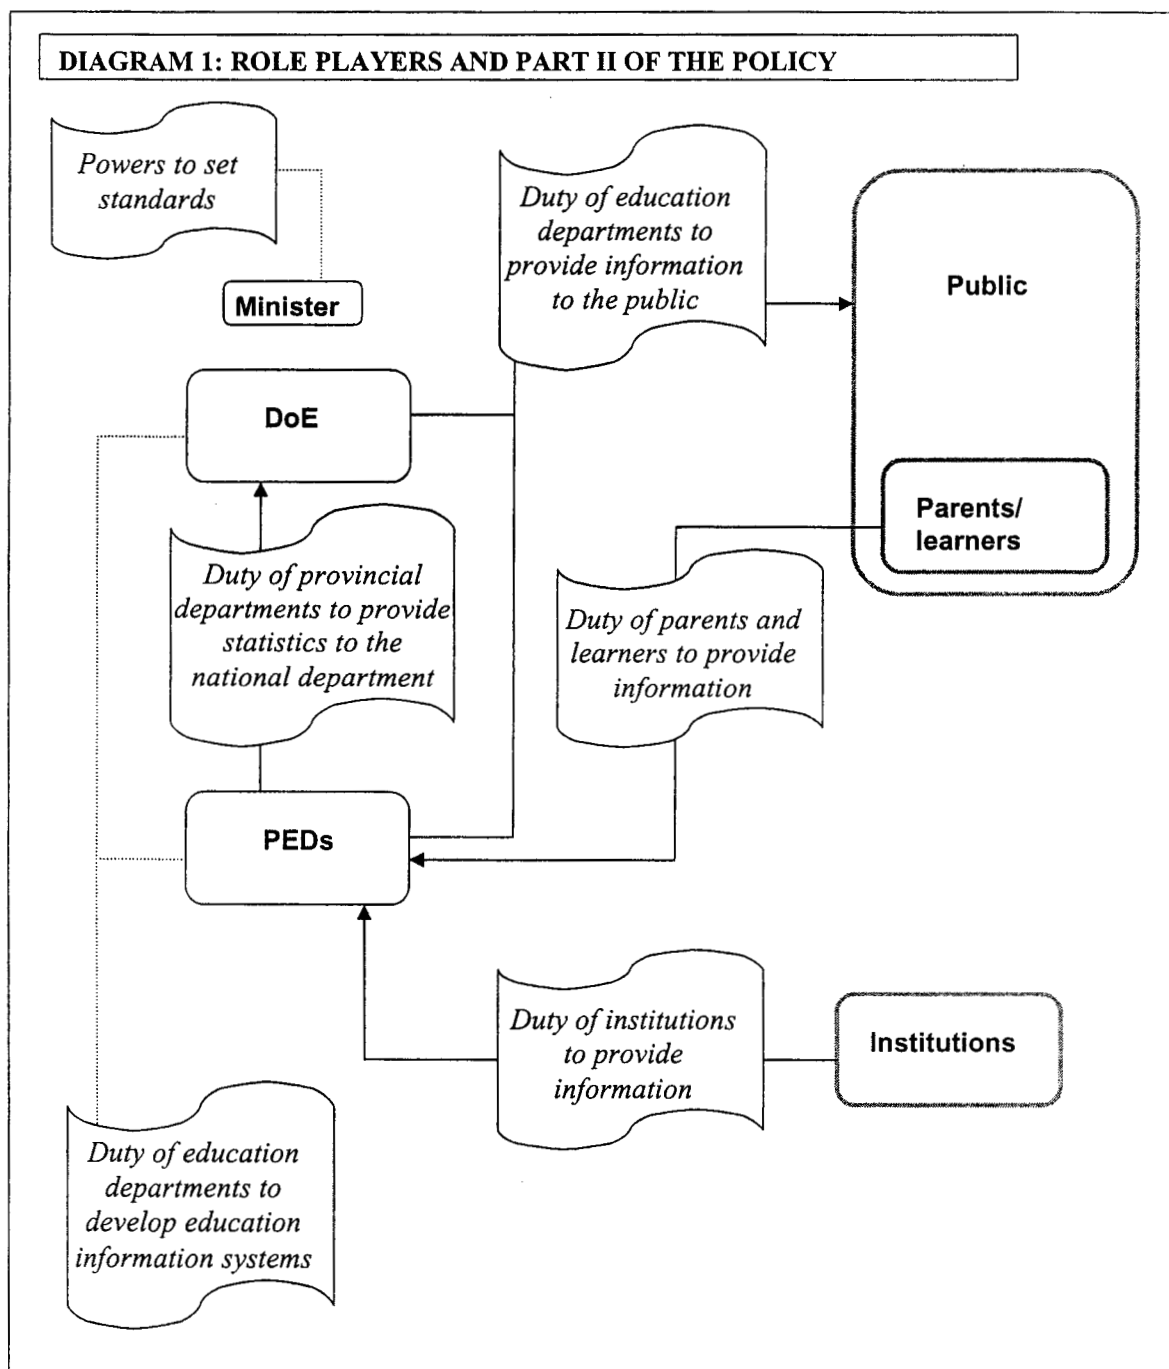 DIAGRAM 1: ROLE PLAYERS AND PART II OF THE POLICY
Powers to set
standards
Minister
Duty of education
departments to
provide information
to the public
Public
DoE
Parents/
learners
Duty of provincial
departments to provide
statistics to the
national department
Duty of parents and
learners to provide
information
PEDs
Duty of institutions
to provide
information
Institutions
Duty of education
departments to
develop education
information systems